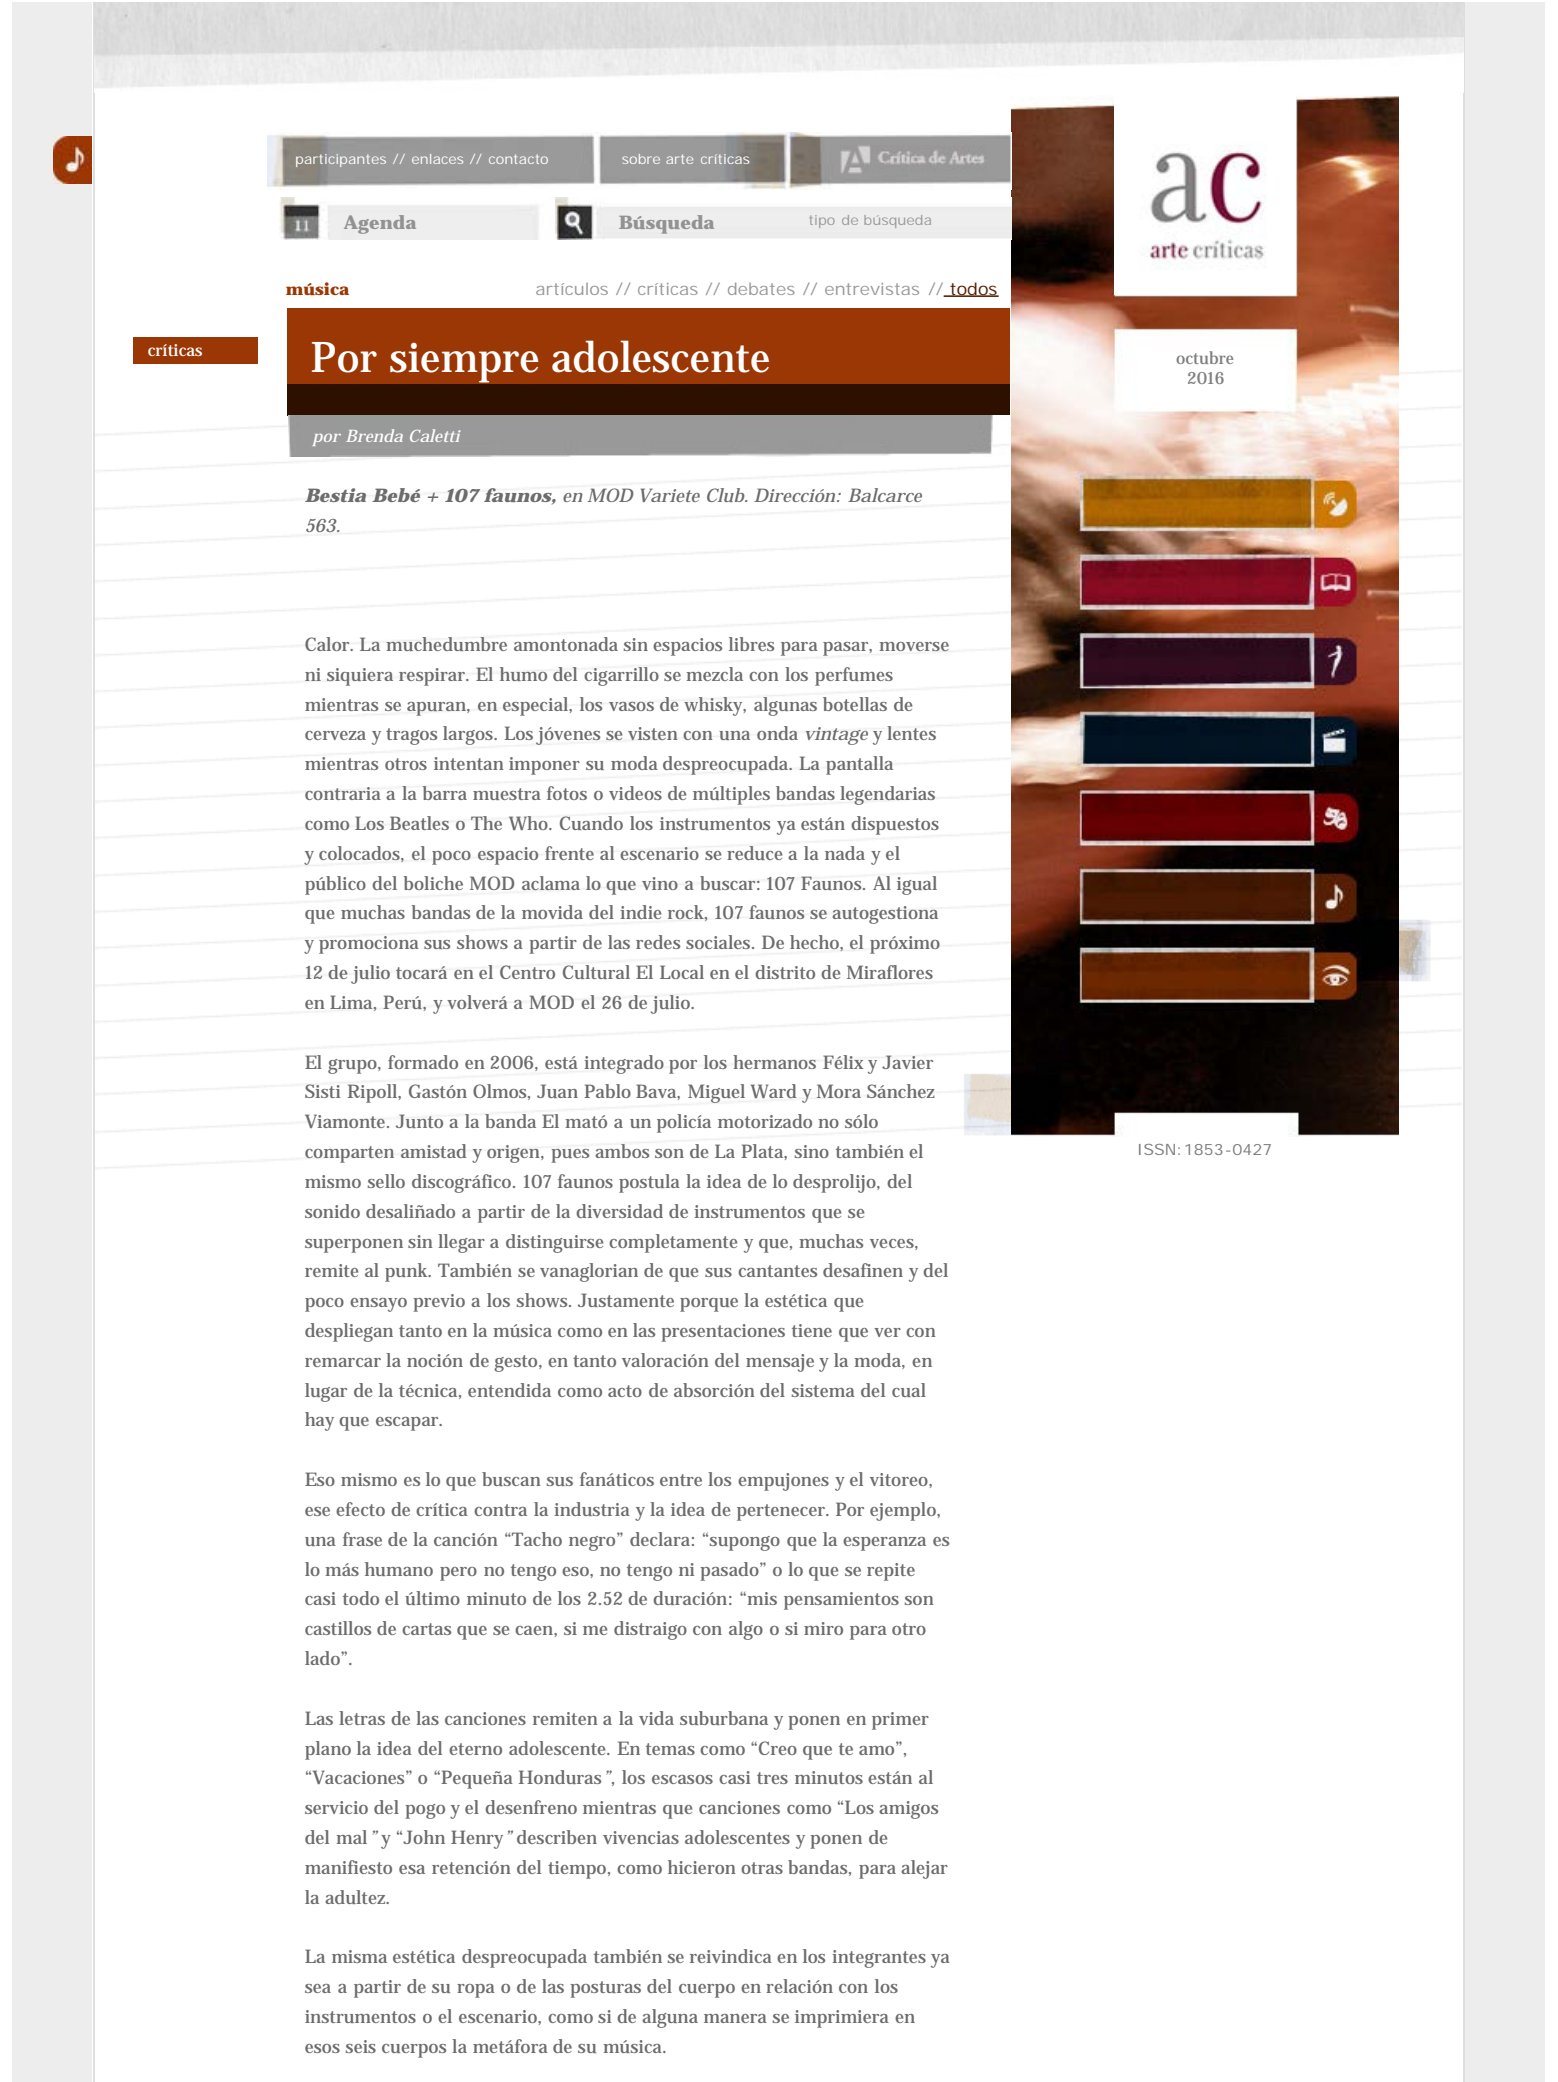 participantes // enlaces // contacto
sobre arte críticas
Crítica de Artes
11
Agenda
Búsqueda
tipo de búsqueda
ac
arte críticas
música
artículos // críticas // debates // entrevistas // todos
críticas
Por siempre adolescente
octubre
2016
por Brenda Caletti
Bestia Bebé + 107 faunos, en MOD Variete Club. Dirección: Balcarce
563.
Calor. La muchedumbre amontonada sin espacios libres para pasar, moverse
ni siquiera respirar. El humo del cigarrillo se mezcla con los perfumes
mientras se apuran, en especial, los vasos de whisky, algunas botellas de
cerveza y tragos largos. Los jóvenes se visten con una onda vintage y lentes
mientras otros intentan imponer su moda despreocupada. La pantalla
contraria a la barra muestra fotos o videos de múltiples bandas legendarias
como Los Beatles o The Who. Cuando los instrumentos ya están dispuestos
y colocados, el poco espacio frente al escenario se reduce a la nada y el
público del boliche MOD aclama lo que vino a buscar: 107 Faunos. Al igual
que muchas bandas de la movida del indie rock, 107 faunos se autogestiona
y promociona sus shows a partir de las redes sociales. De hecho, el próximo
12 de julio tocará en el Centro Cultural El Local en el distrito de Miraflores
en Lima, Perú, y volverá a MOD el 26 de julio.
El grupo, formado en 2006, está integrado por los hermanos Félix y Javier
Sisti Ripoll, Gastón Olmos, Juan Pablo Bava, Miguel Ward y Mora Sánchez
Viamonte. Junto a la banda El mató a un policía motorizado no sólo
comparten amistad y origen, pues ambos son de La Plata, sino también el
mismo sello discográfico. 107 faunos postula la idea de lo desprolijo, del
sonido desaliñado a partir de la diversidad de instrumentos que se
superponen sin llegar a distinguirse completamente y que, muchas veces,
remite al punk. También se vanaglorian de que sus cantantes desafinen y del
poco ensayo previo a los shows. Justamente porque la estética que
despliegan tanto en la música como en las presentaciones tiene que ver con
remarcar la noción de gesto, en tanto valoración del mensaje y la moda, en
lugar de la técnica, entendida como acto de absorción del sistema del cual
hay que escapar.
ISSN:1853-0427
Eso mismo es lo que buscan sus fanáticos entre los empujones y el vitoreo,
ese efecto de crítica contra la industria y la idea de pertenecer. Por ejemplo,
una frase de la canción “Tacho negro” declara: “supongo que la esperanza es
lo más humano pero no tengo eso, no tengo ni pasado” o lo que se repite
casi todo el último minuto de los 2.52 de duración: “mis pensamientos son
castillos de cartas que se caen, si me distraigo con algo o si miro para otro
lado”.
Las letras de las canciones remiten a la vida suburbana y ponen en primer
plano la idea del eterno adolescente. En temas como “Creo que te amo”,
“Vacaciones” o “Pequeña Honduras”, los escasos casi tres minutos están al
servicio del pogo y el desenfreno mientras que canciones como “Los amigos
del mal” y “John Henry” describen vivencias adolescentes y ponen de
manifiesto esa retención del tiempo, como hicieron otras bandas, para alejar
la adultez.
La misma estética despreocupada también se reivindica en los integrantes ya
sea a partir de su ropa o de las posturas del cuerpo en relación con los
instrumentos o el escenario, como si de alguna manera se imprimiera en
esos seis cuerpos la metáfora de su música.